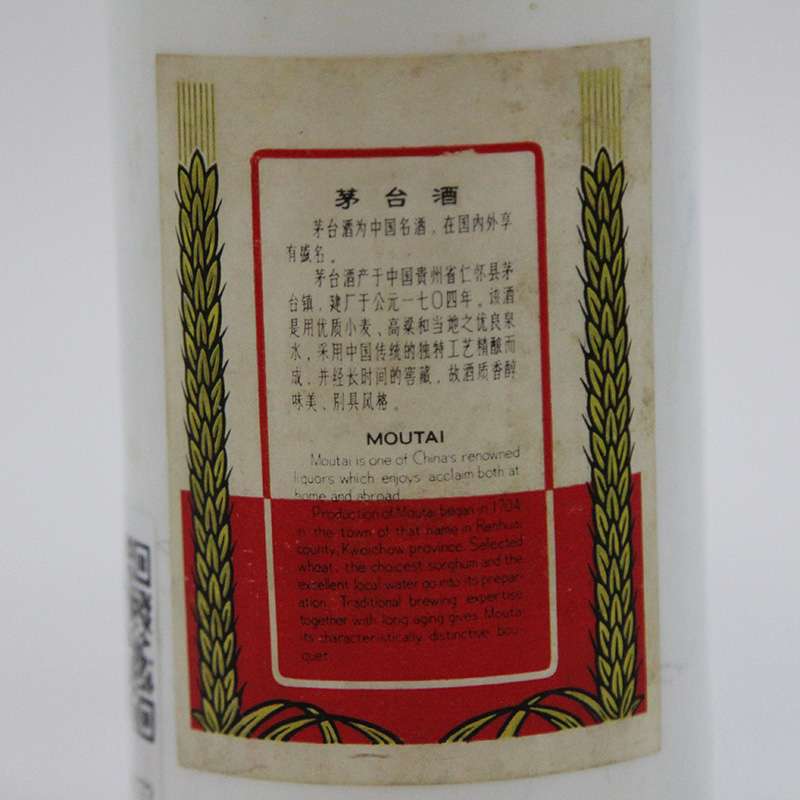 茅台酒
茅台酒为中国名酒，在国内外享
有盛名。
茅台酒产于中国贵州省仁怀县茅
台镇，建厂于公元一七〇四年。该酒
是用优质小麦、高粱和当地之优良泉
水，采用中国传统的独特工艺精酿而
成，并经长时间的窖藏，故酒质香醇
味美、别具风格。
MOUTAI
Moutai is one of China's renowned
liquors which enjoys acclaim both at
home and abroad.
Production of Moutai began in 1704
in the town of that name in Renhuai
county, Kweichow province. Selected
wheat, the choicest sorghum and the
excellent local water go into its prepar-
ation. Traditional brewing expertise
together with long aging gives Moutai
its characteristically distinctive bou-
quet.